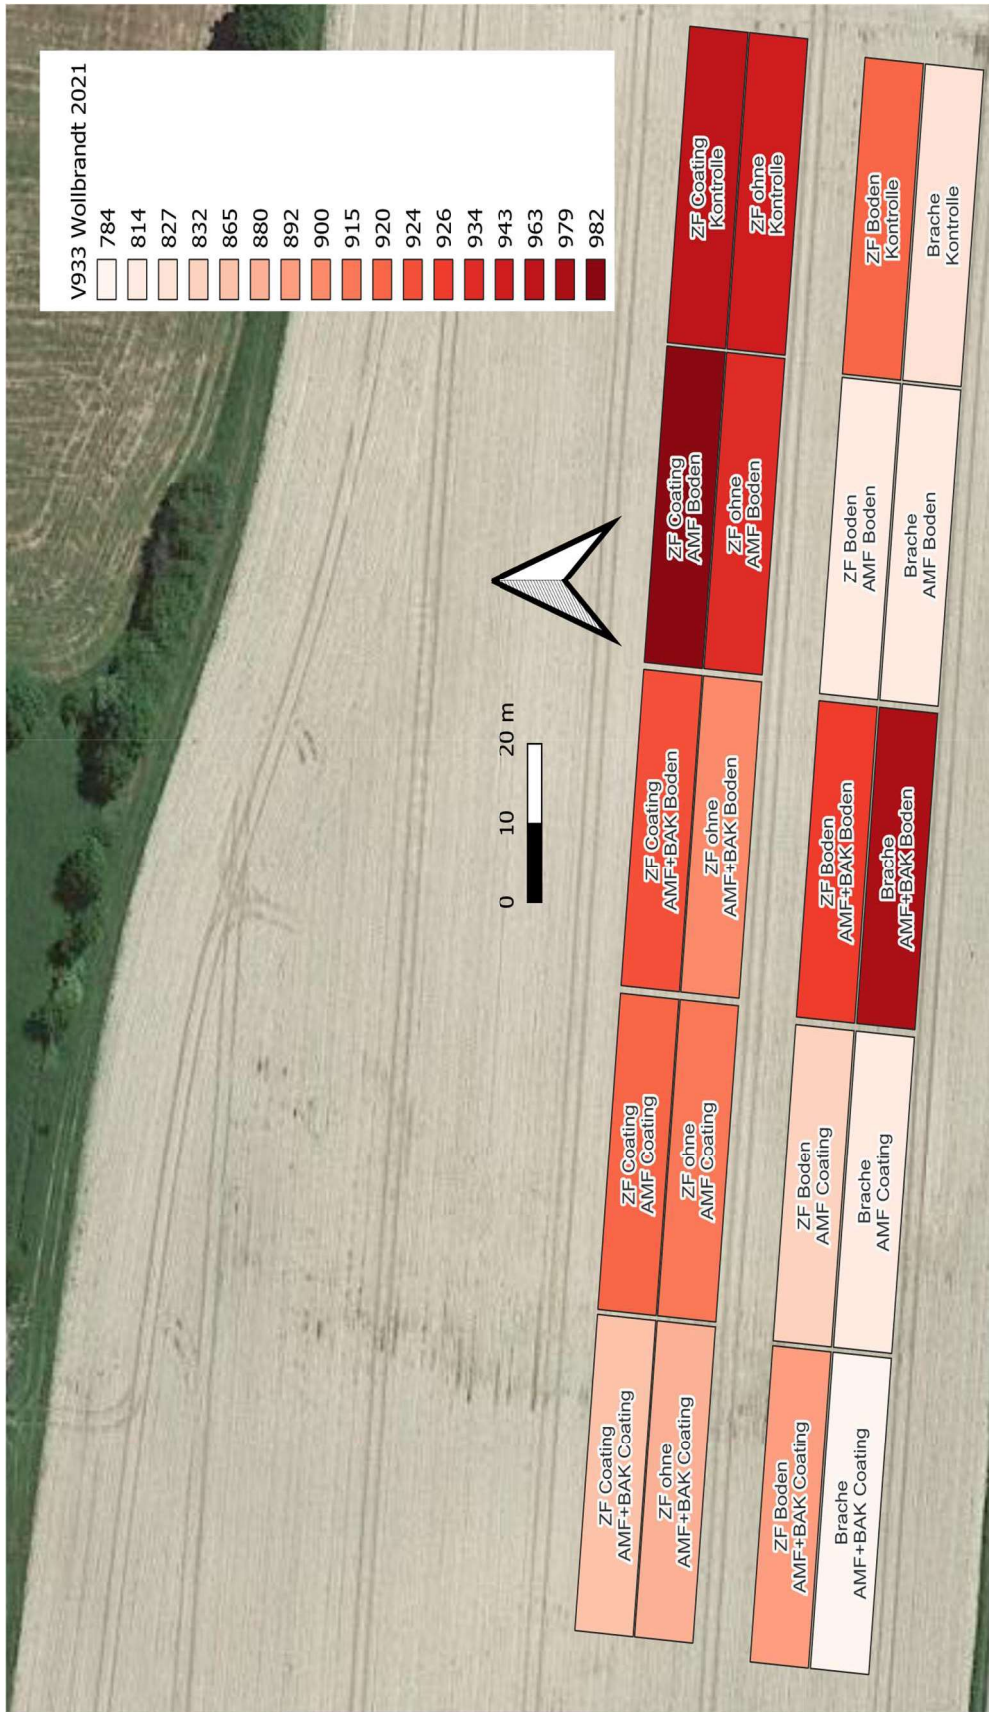 V933 Wollbrandt 2021
784
814
827
832
865
880
892
900
915
920
924
926
934
943
963
979
982
0 10 20 m
ZF Coating
AMF+BAK Coating
ZF ohne
AMF+BAK Coating
ZF Coating
AMF Coating
ZF ohne
AMF Coating
ZF Coating
AMF+BAK Boden
ZF ohne
AMF+BAK Boden
ZF Coating
AMF Boden
ZF ohne
AMF Boden
ZF Coating
Kontrolle
ZF ohne
Kontrolle
ZF Boden
AMF+BAK Coating
Brache
AMF+BAK Coating
ZF Boden
AMF Coating
Brache
AMF Coating
ZF Boden
AMF+BAK Boden
Brache
AMF+BAK Boden
ZF Boden
AMF Boden
Brache
AMF Boden
ZF Boden
Kontrolle
Brache
Kontrolle